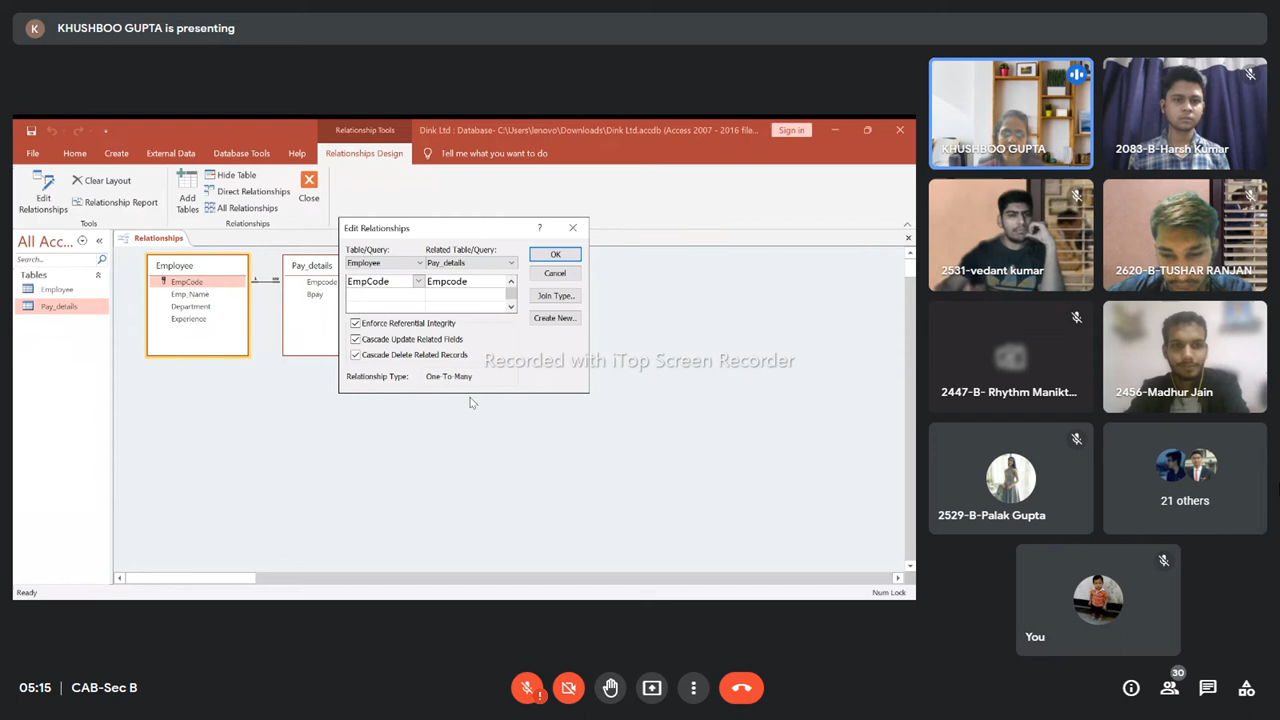 K KHUSHBOO GUPTA is presenting
Relationship Tools
Dink Ltd : Database- C:\Users\lenovo\Downloads\Dink Ltd.accdb (Access 2007 - 2016 file...
Sign in
File Home Create External Data Database Tools Help Relationships Design Tell me what you want to do
Edit Relationships
Clear Layout
Relationship Report
Tools
Add Tables
Hide Table
Direct Relationships
All Relationships
Relationships
Close
All Acc...
Search...
Tables
Employee
Pay_details
Relationships
Employee
EmpCode
Emp_Name
Department
Experience
Pay_details
Empcode
Bpay
Edit Relationships ?
Table/Query: Related Table/Query:
Employee Pay_details
EmpCode Empcode
OK
Cancel
Join Type..
Create New..
Enforce Referential Integrity
Cascade Update Related Fields
Cascade Delete Related Records
Relationship Type: One-To-Many
Recorded with iTop Screen Recorder
Ready
Num Lock
KHUSHBOO GUPTA
2083-B-Harsh Kumar
2531-vedant kumar
2620-B-TUSHAR RANJAN
2447-B- Rhythm Manikt...
2456-Madhur Jain
2529-B-Palak Gupta
21 others
You
05:15 | CAB-Sec B
30